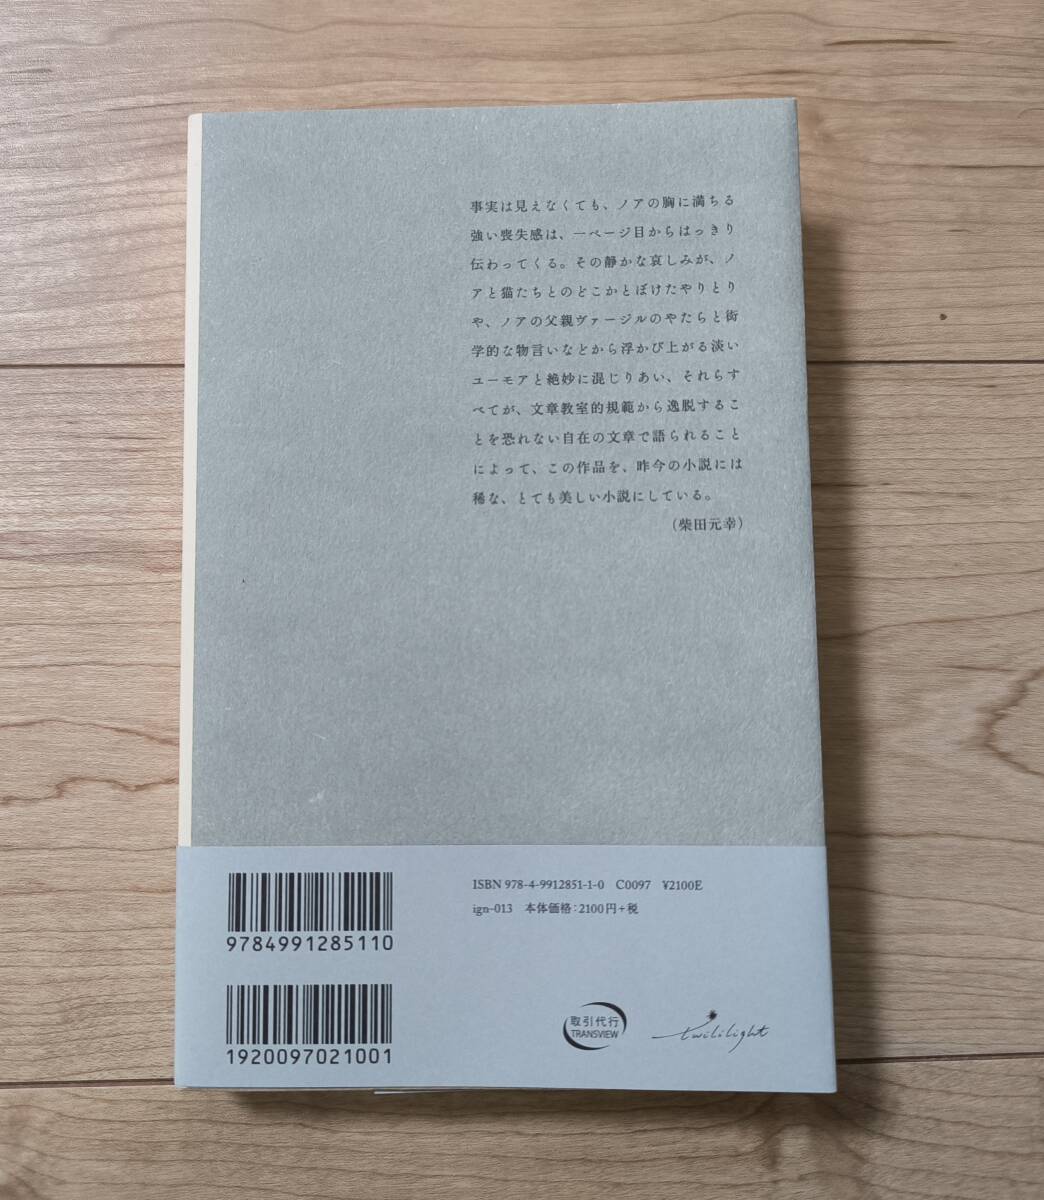 事実は見えなくても、ノアの胸に満ちる
強い喪失感は、一ページ目からはっきり
伝わってくる。その静かな哀しみが、ノ
アと猫たちとのどこかとぼけたやりとり
や、ノアの父親ヴァージルのやたらと衒
学的な物言いなどから浮かび上がる淡い
ユーモアと絶妙に混じりあい、それらす
べてが、文章教室的規範から逸脱するこ
とを恐れない自在の文章で語られること
によって、この作品を、昨今の小説には
稀な、とても美しい小説にしている。
（柴田元幸）
ISBN 978-4-9912851-1-0 C0097 ¥2100E
ign-013 本体価格：2100円＋税
9784991285110
1920097021001
取引代行
TRANSVIEW
twililight